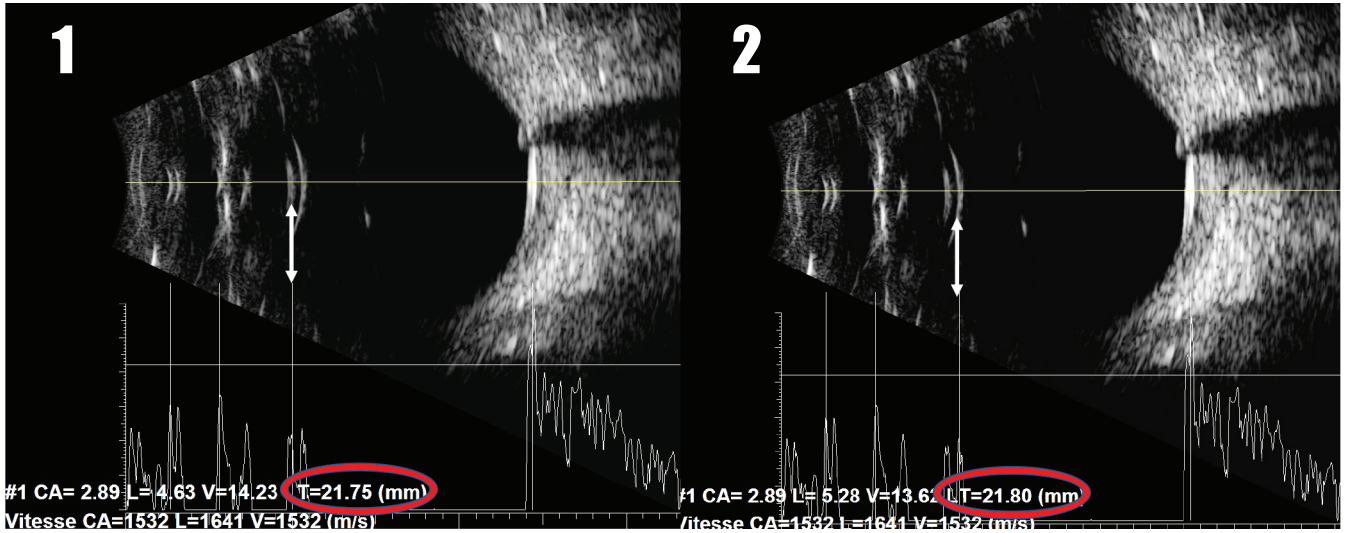 1
2
#1 CA= 2.89 L= 4.63 V=14.23 T=21.75 (mm)
Vitesse CA=1532 L=1641 V=1532 (m/s)
#1 CA= 2.89 L= 5.28 V=13.62 LT=21.80 (mm)
Vitesse CA=1532 L=1641 V=1532 (m/s)